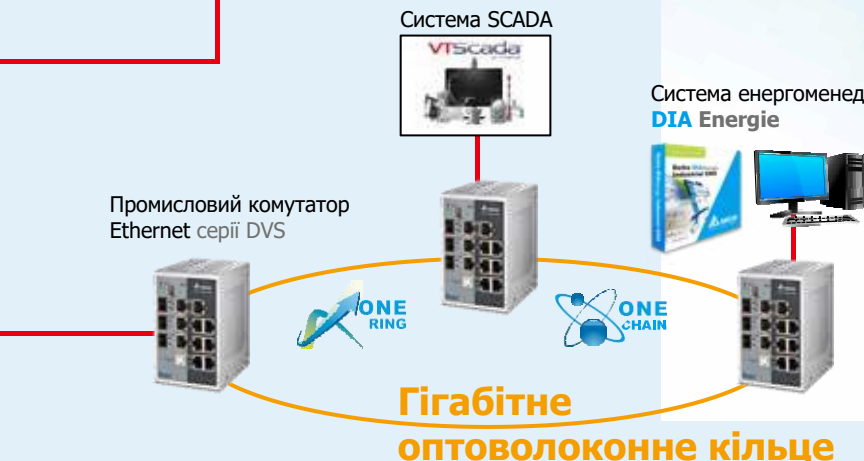 Система SCADA
VTScada
Система енергоменед
DIA Energie
Промисловий комутатор
Ethernet серії DVS
ONE
RING
ONE
CHAIN
Гігабітне
оптоволоконне кільце